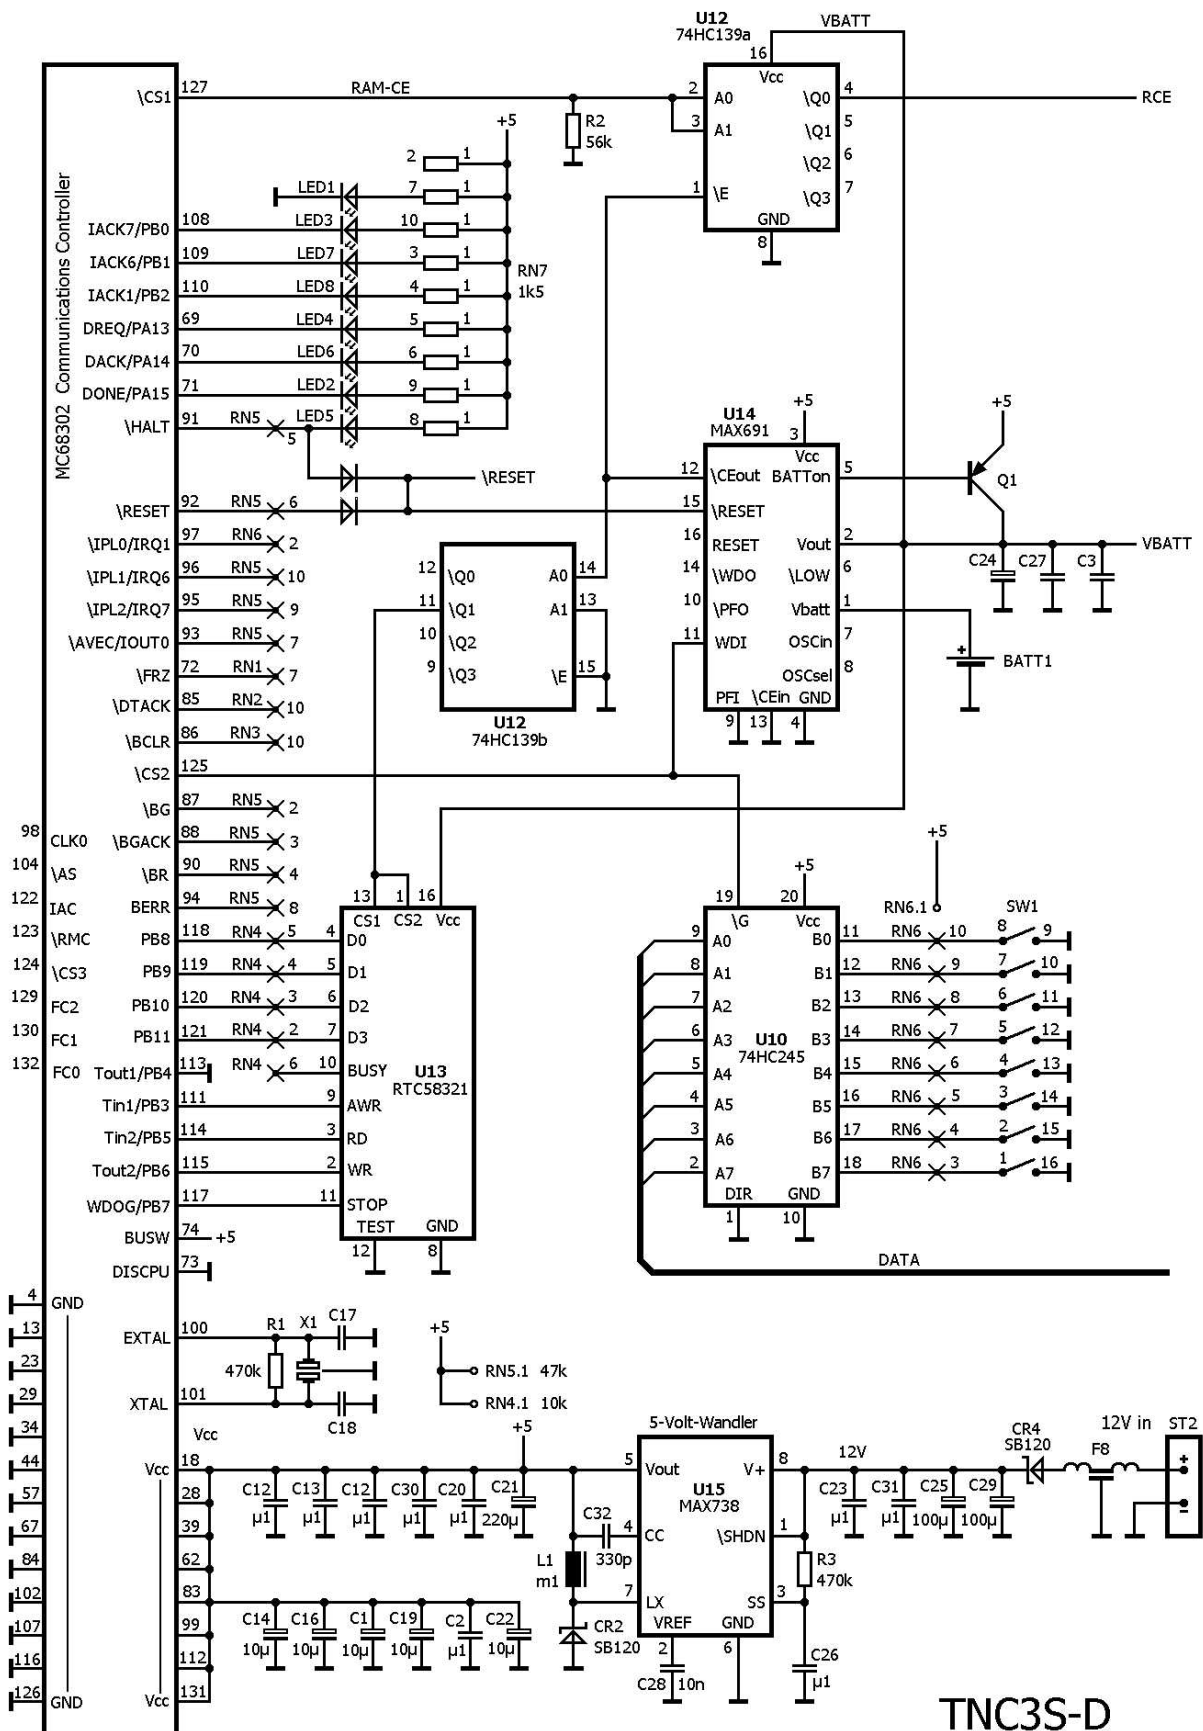 U12
74HC139a
VBATT
16
Vcc
\CS1
127
RAM-CE
2
A0
\Q0
4
RCE
+5
R2
56k
3
A1
\Q1
5
2
1
\Q2
6
LED1
7
1
1
\E
\Q3
7
IACK7/PB0
108
LED3
10
1
GND
8
IACK6/PB1
109
LED7
3
1
RN7
1k5
IACK1/PB2
110
LED8
4
1
DREQ/PA13
69
LED4
5
1
DACK/PA14
70
LED6
6
1
DONE/PA15
71
LED2
9
1
\HALT
91
RN5
5
LED5
8
1
MC68302 Communications Controller
U14
MAX691
+5
3
Vcc
+5
\RESET
12
\CEout
BATTon
5
Q1
\RESET
92
RN5
6
15
\RESET
\IPL0/IRQ1
97
RN6
2
16
RESET
Vout
2
VBATT
C24
C27
C3
\IPL1/IRQ6
96
RN5
10
12
\Q0
A0
14
14
\WDO
\LOW
6
\IPL2/IRQ7
95
RN5
9
11
\Q1
A1
13
10
\PFO
Vbatt
1
\AVEC/IOUT0
93
RN5
7
10
\Q2
11
WDI
OSCin
7
\FRZ
72
RN1
7
9
\Q3
\E
15
OSCsel
8
+
BATT1
\DTACK
85
RN2
10
PFI
\CEin
GND
9
13
4
U12
74HC139b
\BCLR
86
RN3
10
\CS2
125
\BG
87
RN5
2
98
CLK0
\BGACK
88
RN5
3
+5
104
\AS
\BR
90
RN5
4
+5
122
IAC
BERR
94
RN5
8
13
1
16
CS1
CS2
Vcc
19
20
\G
Vcc
RN6.1
SW1
123
\RMC
PB8
118
RN4
5
4
D0
9
A0
B0
11
RN6
10
8
9
124
\CS3
PB9
119
RN4
4
5
D1
8
A1
B1
12
RN6
9
7
10
129
FC2
PB10
120
RN4
3
6
D2
7
A2
B2
13
RN6
8
6
11
130
FC1
PB11
121
RN4
2
7
D3
6
A3
B3
14
RN6
7
5
12
U10
74HC245
132
FC0
Tout1/PB4
113
RN4
6
10
BUSY
U13
RTC58321
5
A4
B4
15
RN6
6
4
13
Tin1/PB3
111
9
AWR
4
A5
B5
16
RN6
5
3
14
Tin2/PB5
114
3
RD
3
A6
B6
17
RN6
4
2
15
Tout2/PB6
115
2
WR
2
A7
B7
18
RN6
3
1
16
WDOG/PB7
117
11
STOP
DIR
GND
1
10
BUSW
74
+5
TEST
GND
12
8
DISCPU
73
DATA
4
GND
13
EXTAL
100
R1
X1
C17
+5
23
470k
RN5.1 47k
29
XTAL
101
C18
RN4.1 10k
34
Vcc
+5
5-Volt-Wandler
CR4
SB120
12V in
ST2
44
Vcc
18
5
Vout
V+
8
12V
F8
+
57
28
C12
μ1
C13
μ1
C12
μ1
C30
μ1
C20
μ1
C21
220μ
U15
MAX738
C23
μ1
C31
μ1
C25
100μ
C29
100μ
-
67
39
C32
330p
4
CC
\SHDN
1
84
62
L1
m1
R3
470k
102
83
7
LX
SS
3
107
99
C14
10μ
C16
10μ
C1
10μ
C19
10μ
C2
μ1
C22
10μ
CR2
SB120
VREF
GND
116
112
2
6
C26
μ1
126
GND
Vcc
131
C28
10n
TNC3S-D